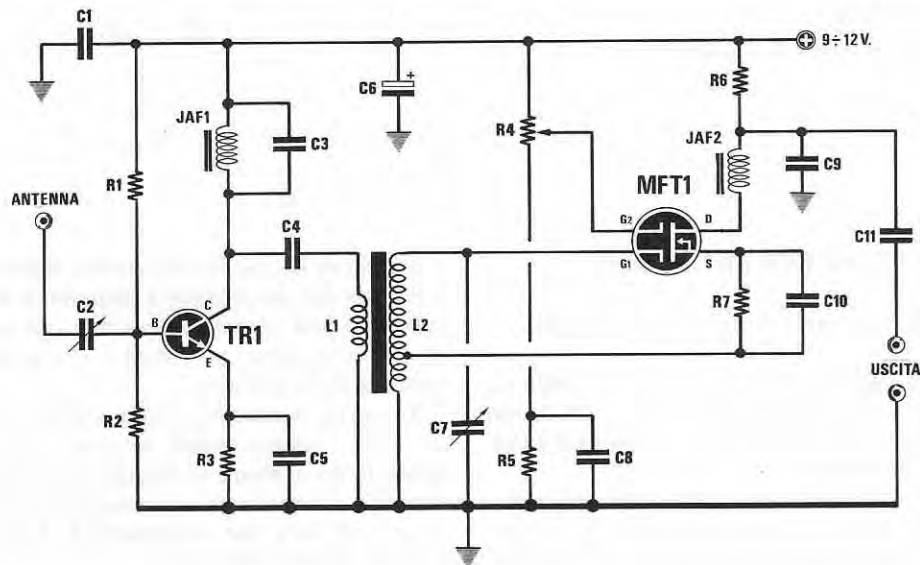 C1
9÷12 V.
C6
+
R6
JAF1
C3
R4
JAF2
C9
R1
MFT1
ANTENNA
G2
D
C11
C4
G1
S
C2
B
C
TR1
L1
L2
R7
C10
E
USCITA
R2
C7
R3
C5
R5
C8